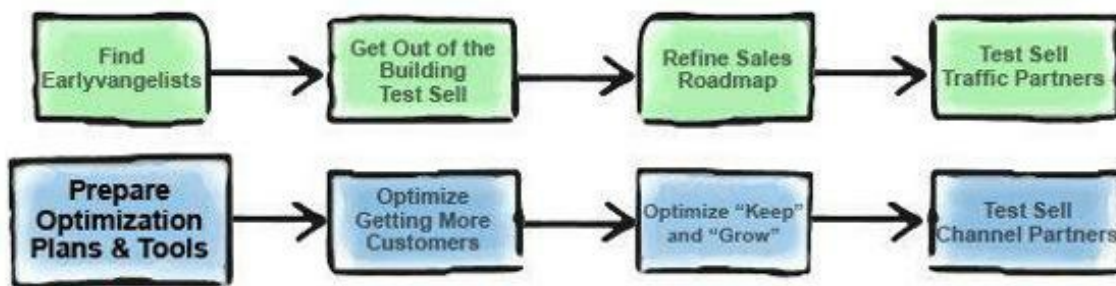 Find
Earlyvangelists
Get Out of the
Building
Test Sell
Refine Sales
Roadmap
Test Sell
Traffic Partners
Prepare
Optimization
Plans & Tools
Optimize
Getting More
Customers
Optimize “Keep”
and “Grow”
Test Sell
Channel Partners